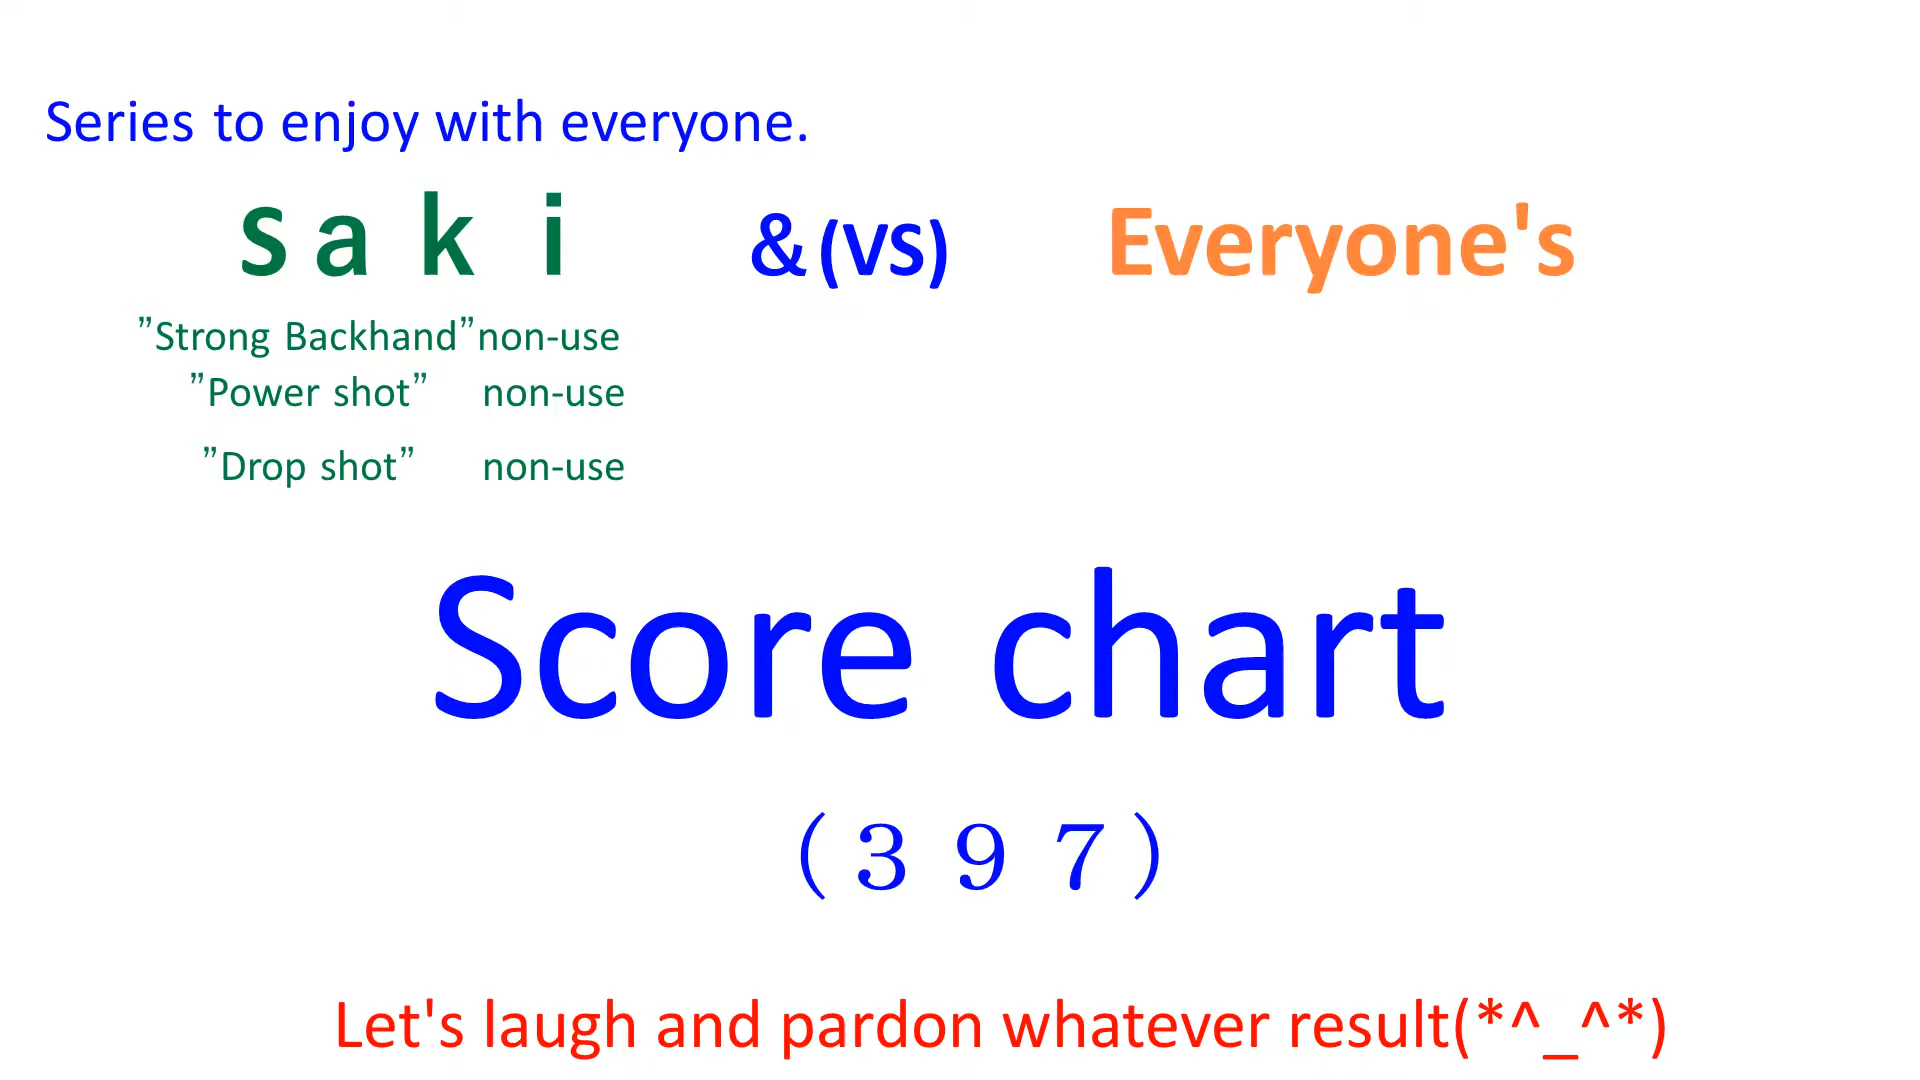 Series to enjoy with everyone.
ｓａｋｉ ＆(VS) Everyone's
”Strong Backhand”non-use
”Power shot” non-use
”Drop shot” non-use
Score chart
（３９７）
Let's laugh and pardon whatever result(*^_^*)